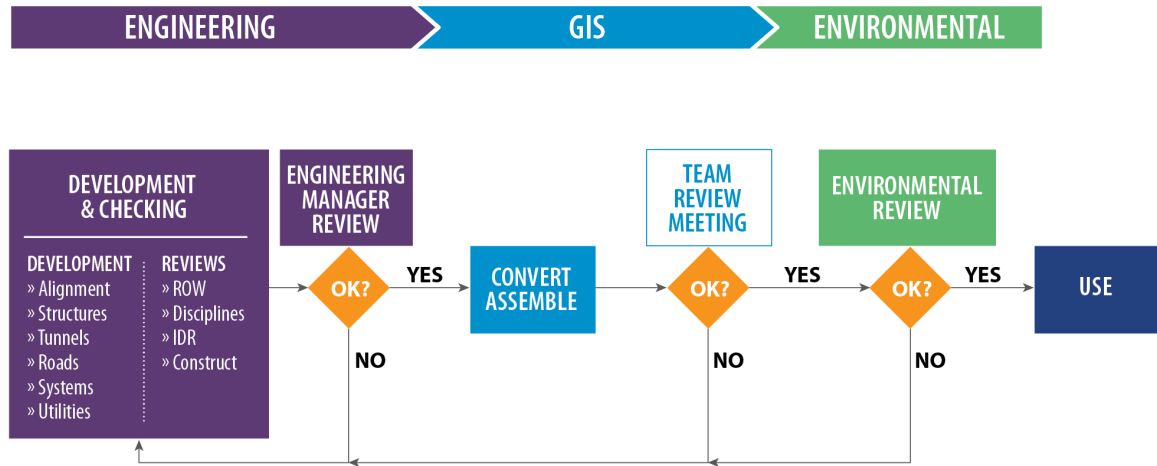 ENGINEERING
GIS
ENVIRONMENTAL
DEVELOPMENT
& CHECKING
DEVELOPMENT
» Alignment
» Structures
» Tunnels
» Roads
» Systems
» Utilities
REVIEWS
» ROW
» Disciplines
» IDR
» Construct
ENGINEERING
MANAGER
REVIEW
OK?
YES
NO
CONVERT
ASSEMBLE
TEAM
REVIEW
MEETING
OK?
YES
NO
ENVIRONMENTAL
REVIEW
OK?
YES
NO
USE